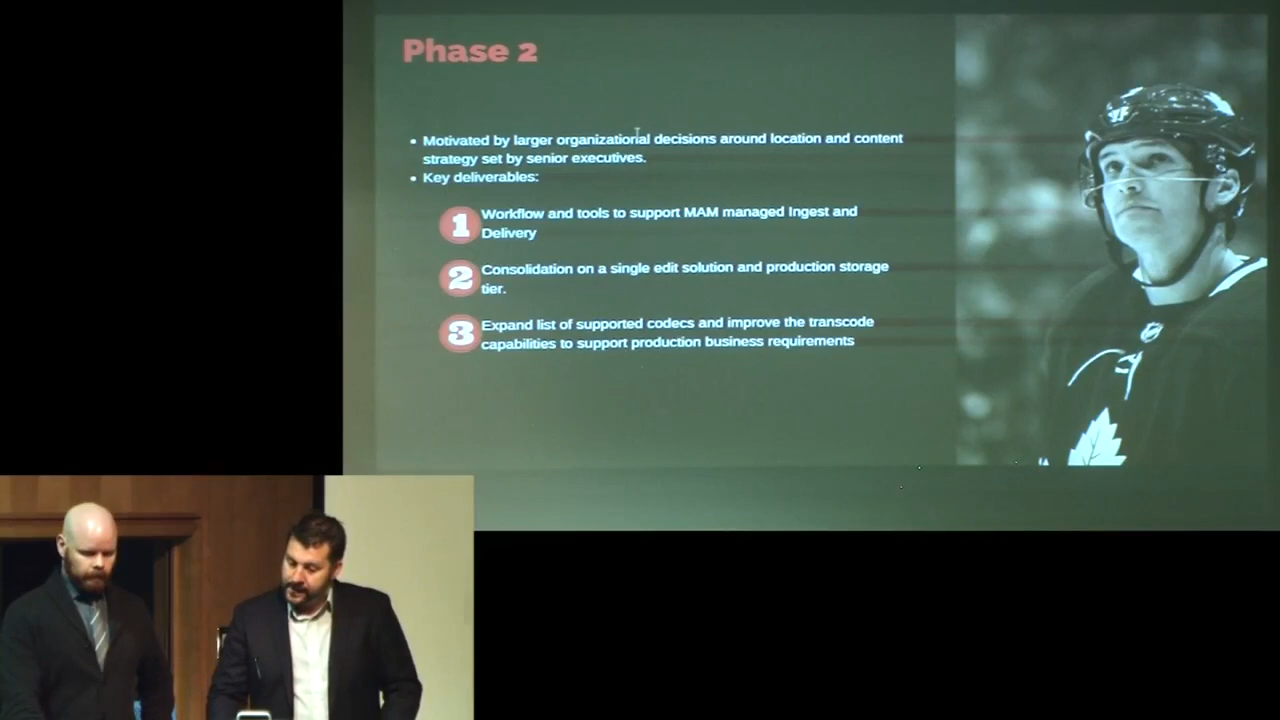 Phase 2
• Motivated by larger organizational decisions around location and content
strategy set by senior executives.
• Key deliverables:
1 Workflow and tools to support MAM managed Ingest and
Delivery
2 Consolidation on a single edit solution and production storage
tier.
3 Expand list of supported codecs and improve the transcode
capabilities to support production business requirements